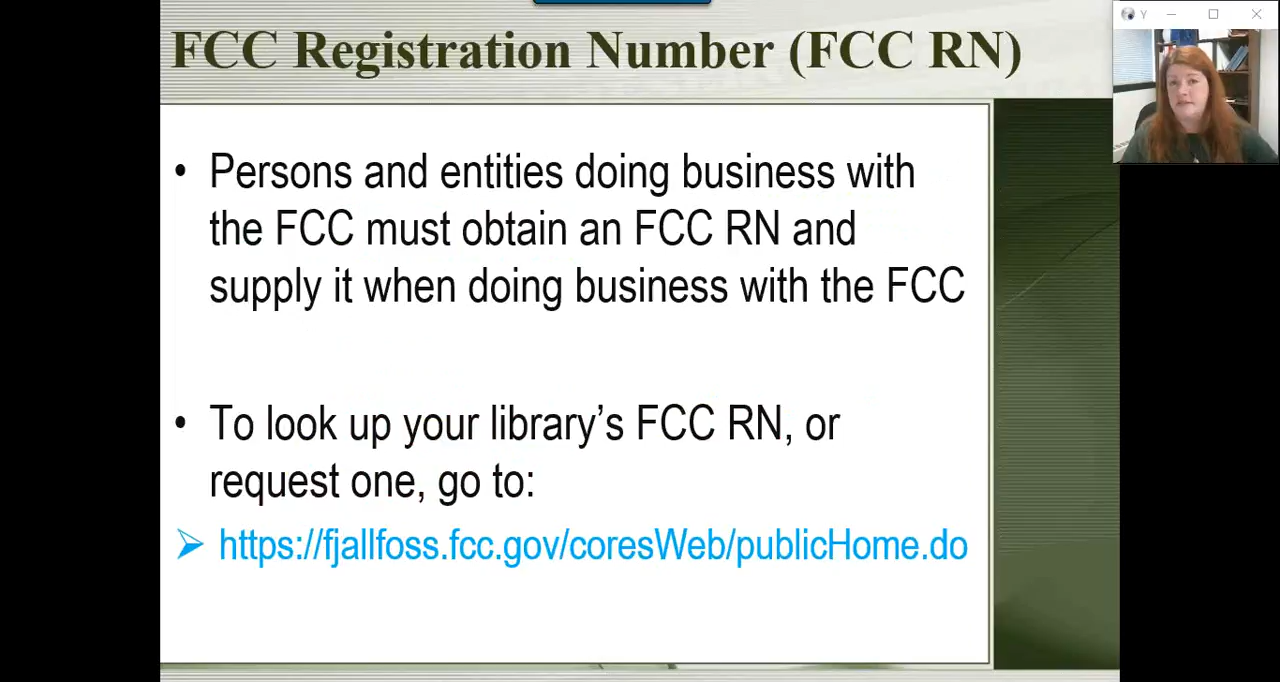 FCC Registration Number (FCC RN)
Y
• Persons and entities doing business with
the FCC must obtain an FCC RN and
supply it when doing business with the FCC
• To look up your library’s FCC RN, or
request one, go to:
➢ https://fjallfoss.fcc.gov/coresWeb/publicHome.do